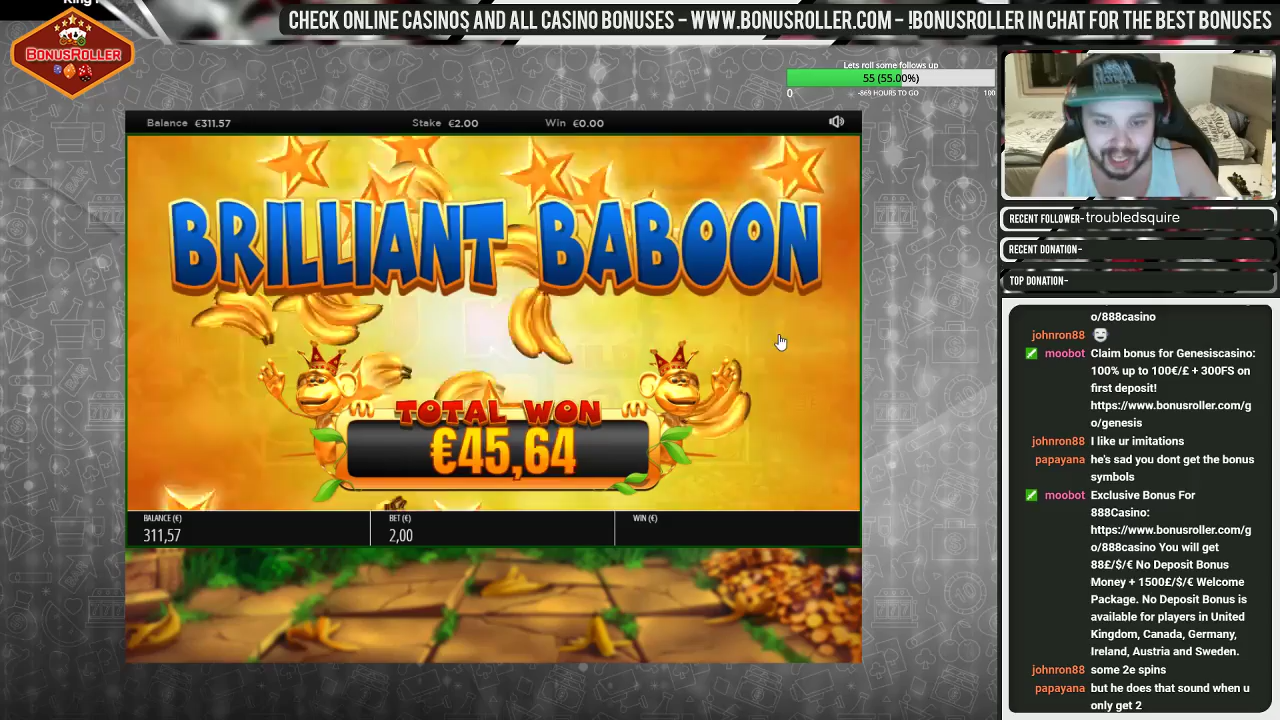 CHECK ONLINE CASINOS AND ALL CASINO BONUSES - WWW.BONUSROLLER.COM - !BONUSROLLER IN CHAT FOR THE BEST BONUSES
BONUSROLLER
Lets roll some follows up
55 (55.00%)
0
-869 HOURS TO GO
100
Balance €311.57
Stake €2.00
Win €0.00
BRILLIANT BABOON
TOTAL WON
€45,64
BALANCE (€)
311,57
BET (€)
2,00
WIN (€)
RECENT FOLLOWER-troubledsquire
RECENT DONATION-
TOP DONATION-
o/888casino
johnron88
moobot Claim bonus for Genesiscasino:
100% up to 100€/£ + 300FS on
first deposit!
https://www.bonusroller.com/g
o/genesis
johnron88 I like ur imitations
papayana he's sad you dont get the bonus
symbols
moobot Exclusive Bonus For
888Casino:
https://www.bonusroller.com/g
o/888casino You will get
88£/$/€ No Deposit Bonus
Money + 1500£/$/€ Welcome
Package. No Deposit Bonus is
available for players in United
Kingdom, Canada, Germany,
Ireland, Austria and Sweden.
johnron88 some 2e spins
papayana but he does that sound when u
only get 2